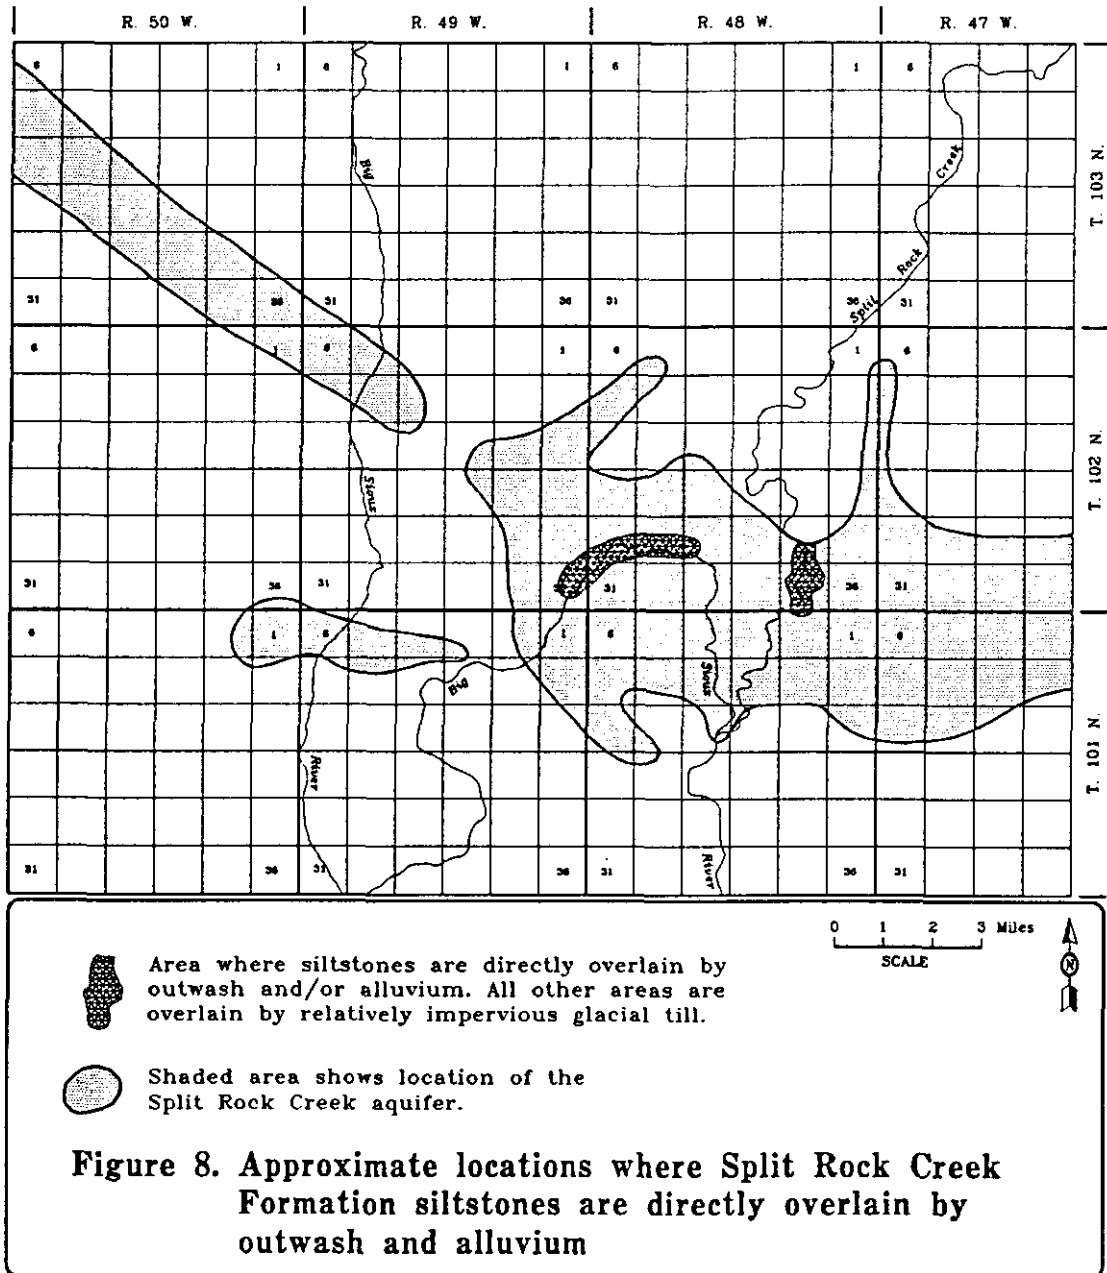 R. 50 W. R. 49 W. R. 48 W. R. 47 W.
6 1 6 1 6 1 6
Big
Creek
T. 103 N.
Rock
Split
31 36 31 36 31 36 31
6 1 6 1 6 1 6
T. 102 N.
Sioux
31 36 31 31 36 31
6 1 6 1 6 1 6
Big
Sioux
River
T. 101 N.
River
31 36 31 36 31 36 31
0 1 2 3 Miles
SCALE
N
Area where siltstones are directly overlain by
outwash and/or alluvium. All other areas are
overlain by relatively impervious glacial till.
Shaded area shows location of the
Split Rock Creek aquifer.
Figure 8. Approximate locations where Split Rock Creek
Formation siltstones are directly overlain by
outwash and alluvium